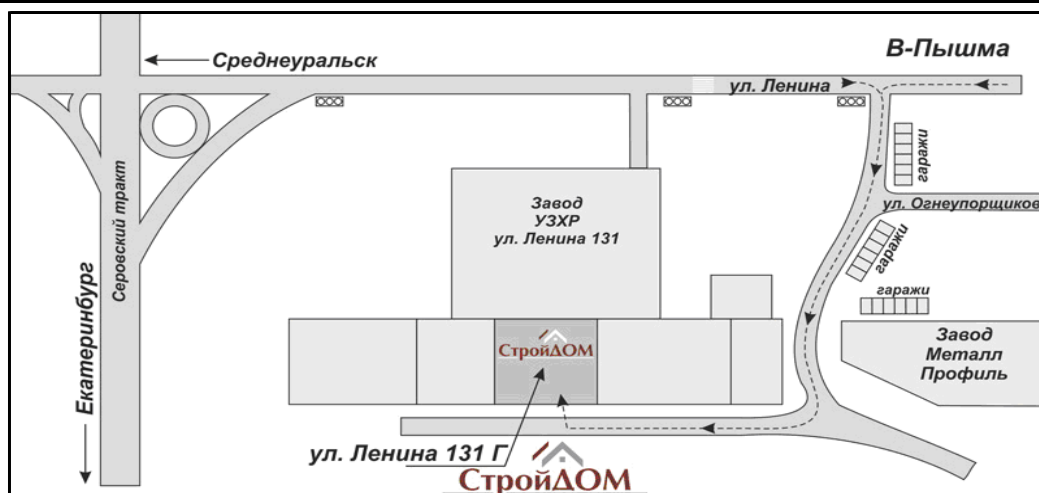 В-Пышма
Среднеуральск
ул. Ленина
гаражи
Завод
УЗХР
ул. Ленина 131
ул. Огнеупорщиков
Серовский тракт
гаражи
Екатеринбург
гаражи
СтройДОМ
Завод
Металл
Профиль
ул. Ленина 131 Г
СтройДОМ